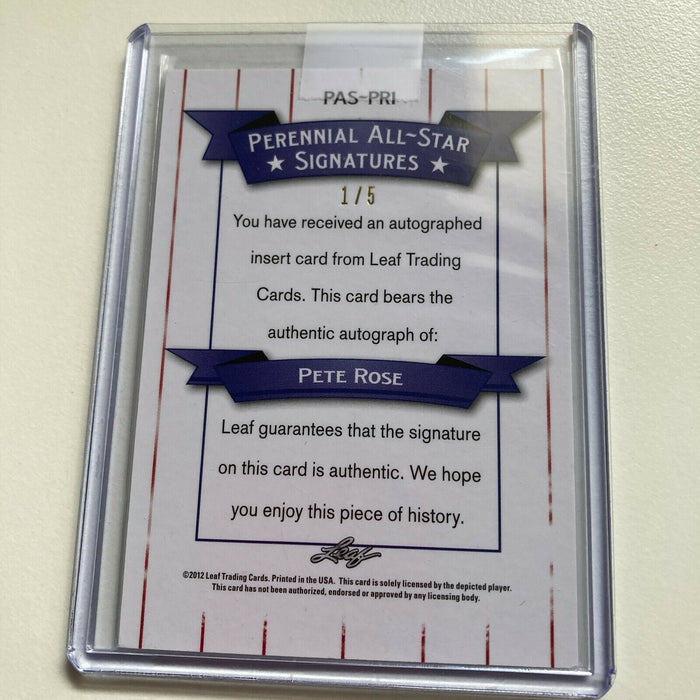 PAS-PR1
PERENNIAL ALL-STAR
★ SIGNATURES ★
1/5
You have received an autographed
insert card from Leaf Trading
Cards. This card bears the
authentic autograph of:
PETE ROSE
Leaf guarantees that the signature
on this card is authentic. We hope
you enjoy this piece of history.
Leaf
©2012 Leaf Trading Cards. Printed in the USA. This card is solely licensed by the depicted player.
This card has not been authorized, endorsed or approved by any licensing body.